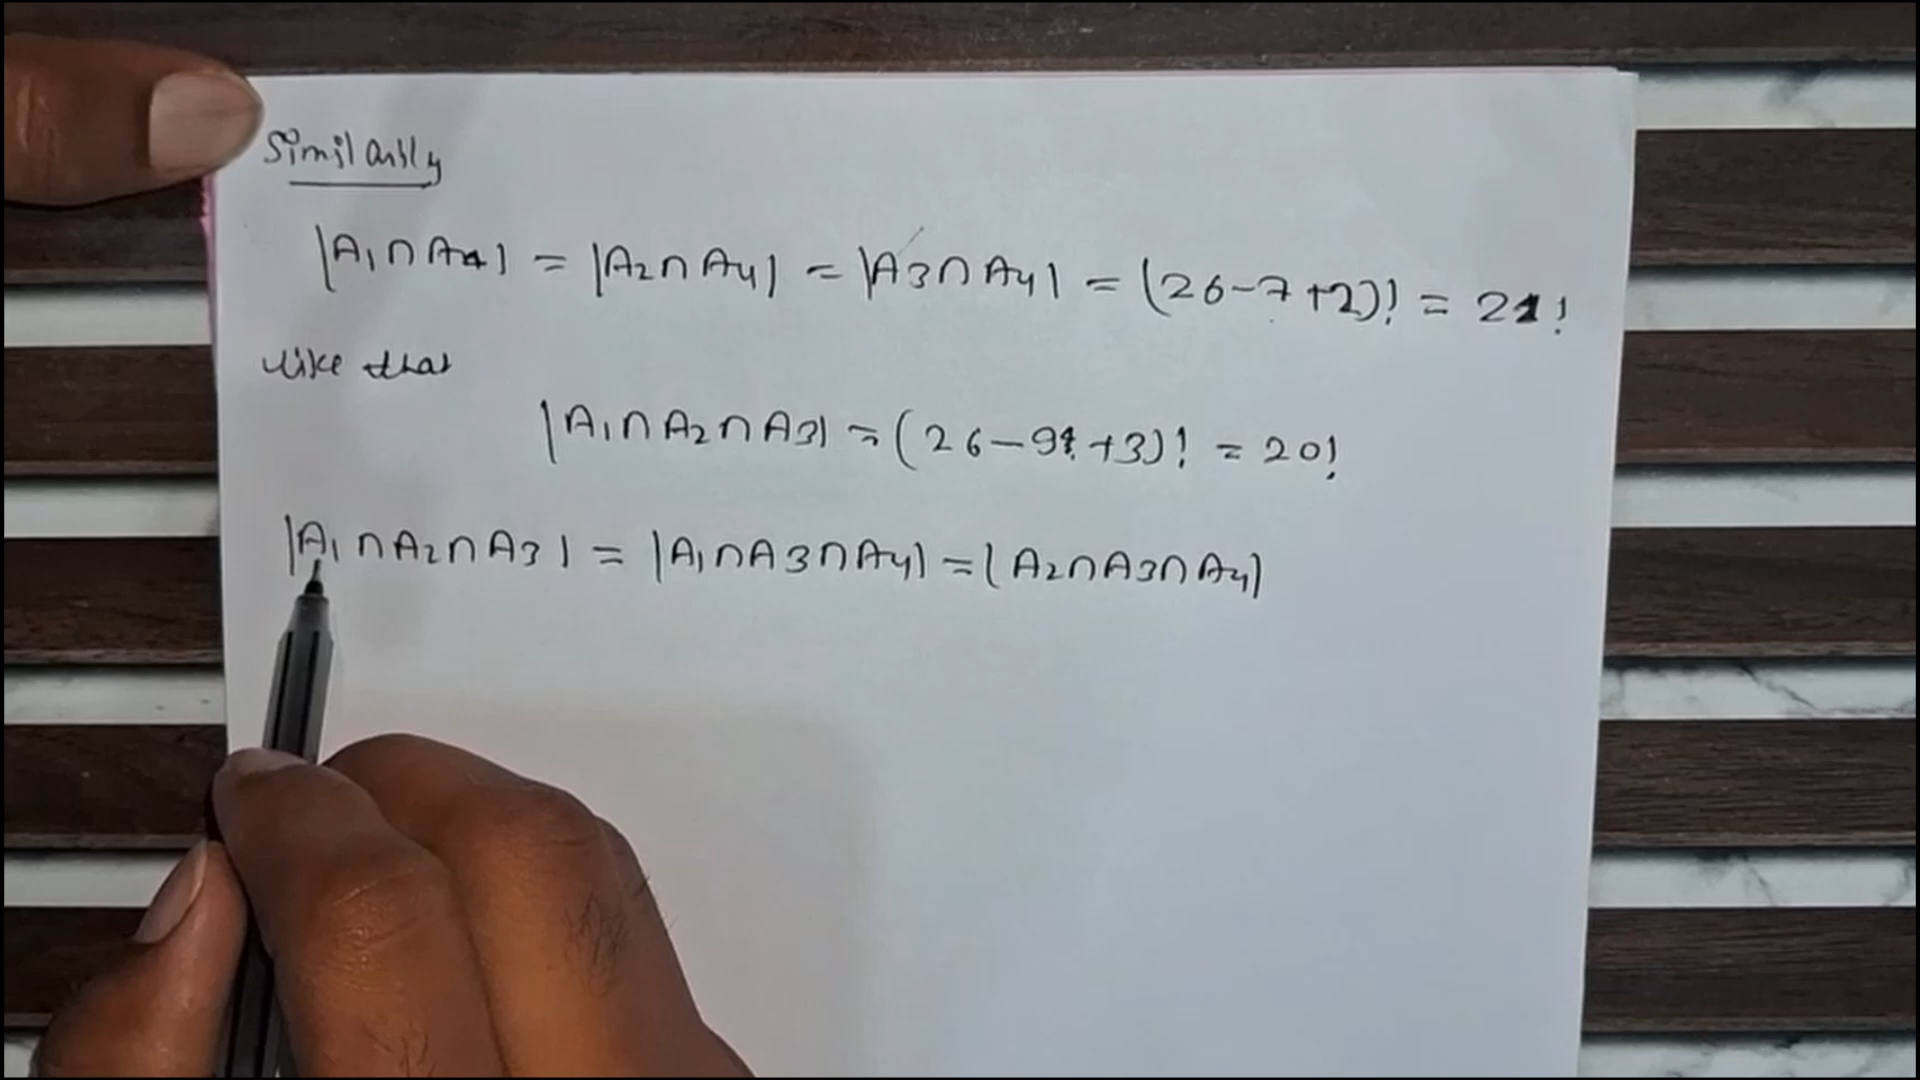 Similarly
|A₁∩A₄| = |A₂∩A₄| = |A₃∩A₄| = (26-7+2)! = 21!
like that
|A₁∩A₂∩A₃| = (26-9+3)! = 20!
|A₁∩A₂∩A₃| = |A₁∩A₃∩A₄| = |A₂∩A₃∩A₄|